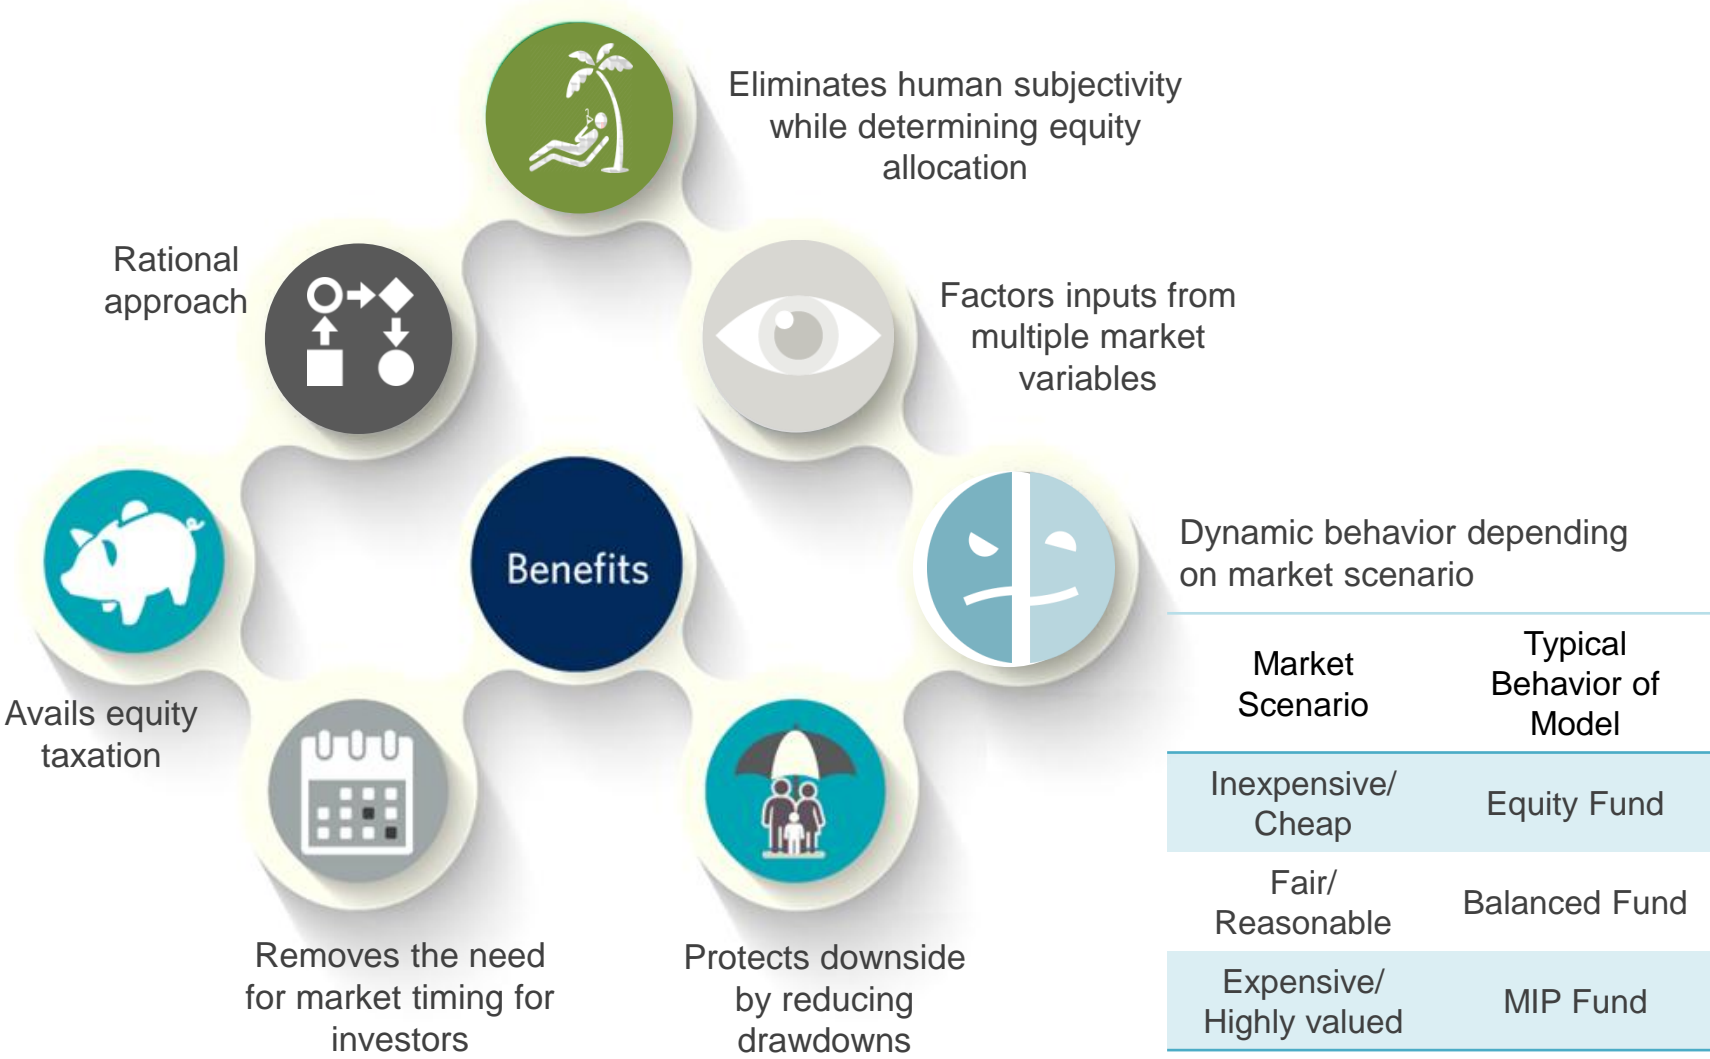 Eliminates human subjectivity
while determining equity
allocation
Rational
approach
Factors inputs from
multiple market
variables
Benefits
Dynamic behavior depending
on market scenario
Avails equity
taxation
Removes the need
for market timing for
investors
Protects downside
by reducing
drawdowns
Market
Scenario
Typical
Behavior of
Model
Inexpensive/
Cheap
Equity Fund
Fair/
Reasonable
Balanced Fund
Expensive/
Highly valued
MIP Fund